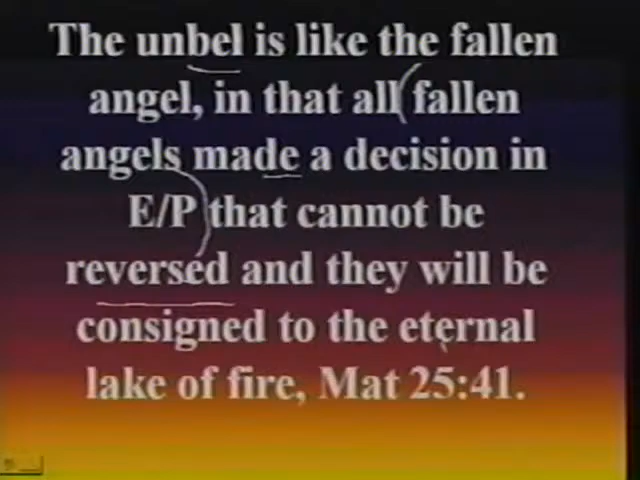 The unbel is like the fallen
angel, in that all fallen
angels made a decision in
E/P that cannot be
reversed and they will be
consigned to the eternal
lake of fire, Mat 25:41.